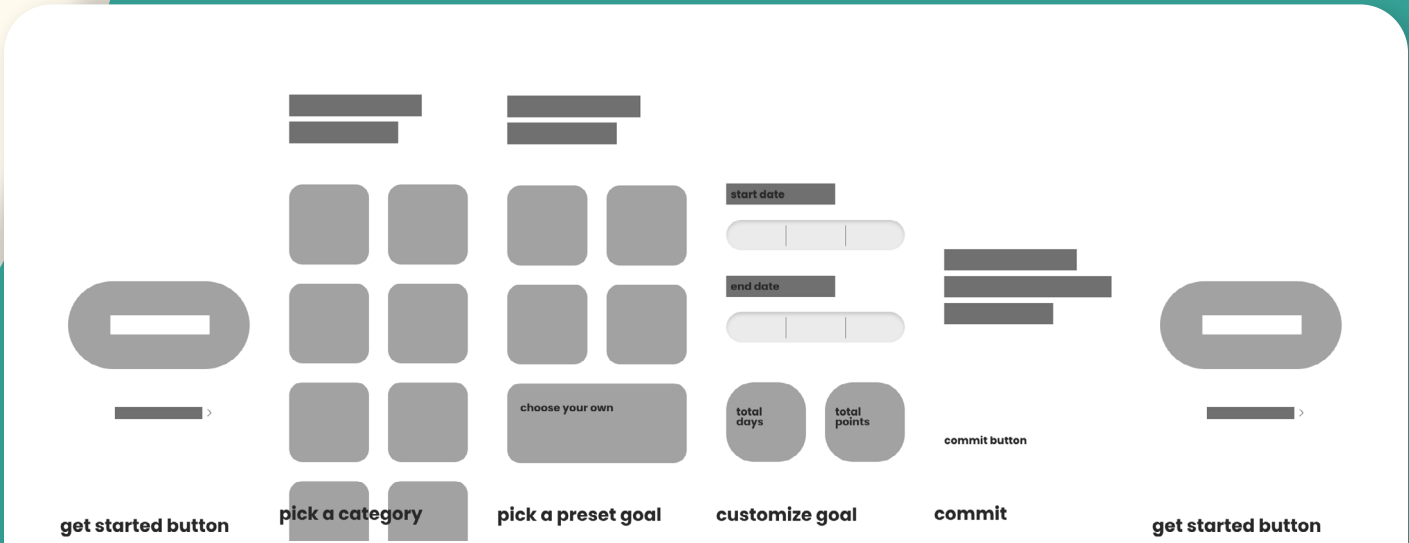 start date
end date
choose your own
total
days
total
points
commit button
get started button
pick a category
pick a preset goal
customize goal
commit
get started button